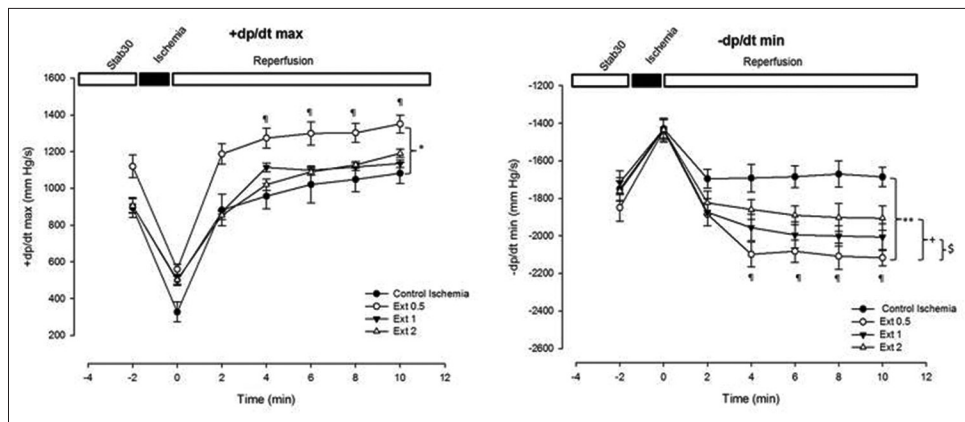 +dp/dt max
Stab30
Ischemia
Reperfusion
+dp/dt max (mm Hg/s)
1600
1400
1200
1000
800
600
400
200
¶ ¶ ¶ ¶
*
Control Ischemia
Ext 0.5
Ext 1
Ext 2
-4 -2 0 2 4 6 8 10 12
Time (min)
-dp/dt min
Stab30
Ischemia
Reperfusion
-dp/dt min (mm Hg/s)
-1200
-1400
-1600
-1800
-2000
-2200
-2400
-2600
*** + $
¶ ¶ ¶ ¶
Control Ischemia
Ext 0.5
Ext 1
Ext 2
-4 -2 0 2 4 6 8 10 12
Time (min)